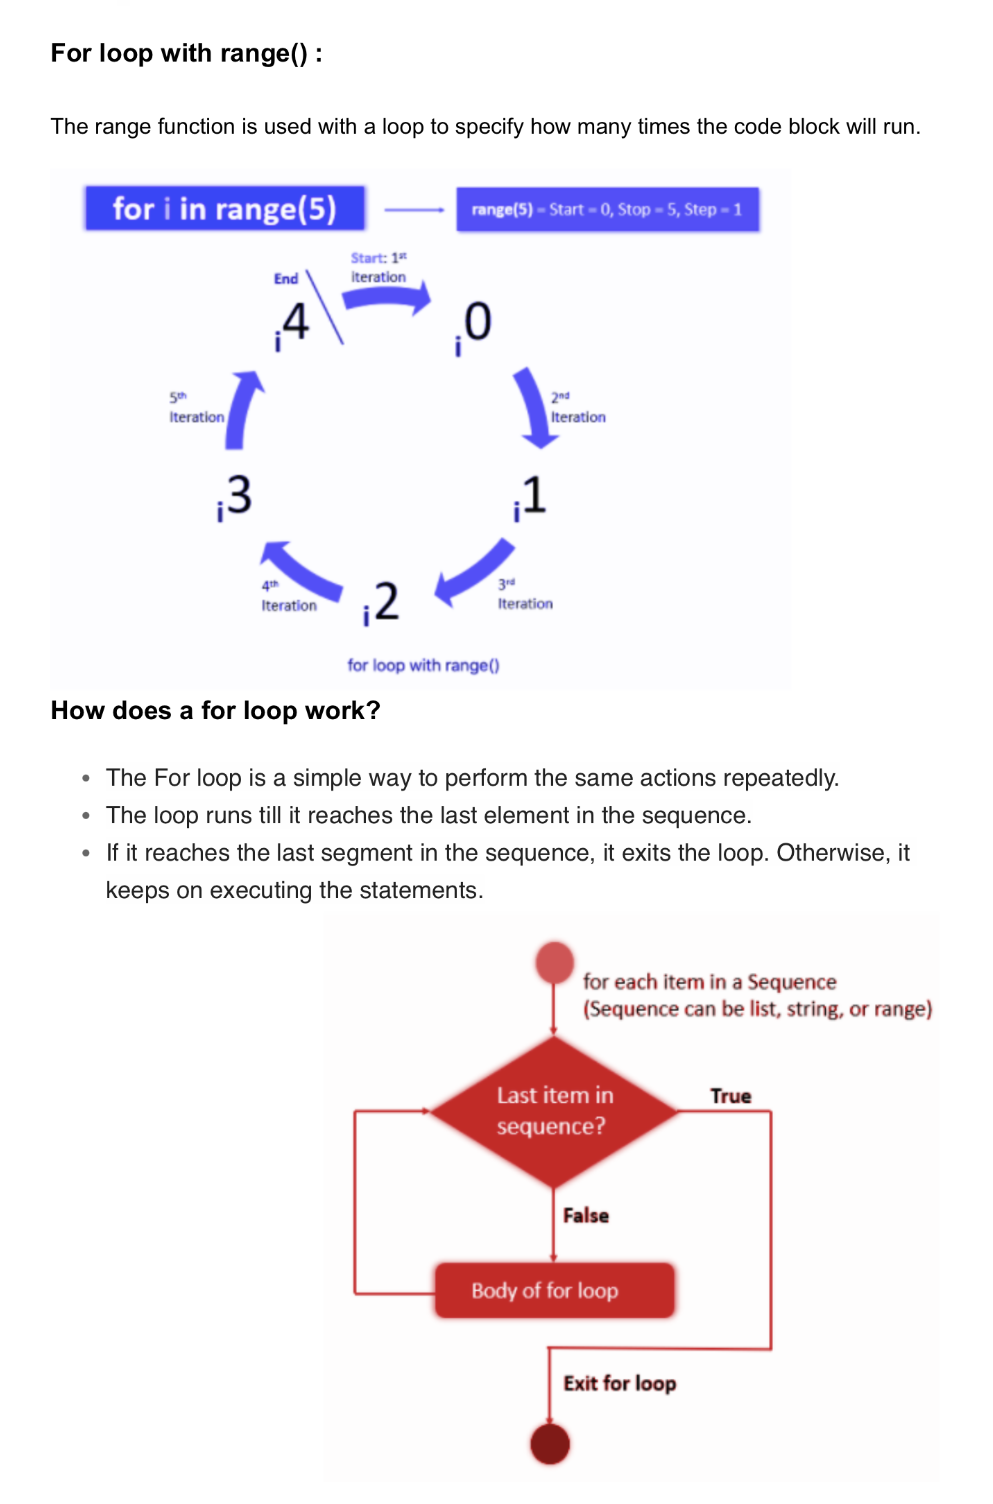 For loop with range() :
The range function is used with a loop to specify how many times the code block will run.
for i in range(5)
range(5) – Start – 0, Stop – 5, Step – 1
Start: 1st
iteration
End
i4
i0
5th
Iteration
2nd
Iteration
i3
i1
4th
Iteration
3rd
Iteration
i2
for loop with range()
How does a for loop work?
• The For loop is a simple way to perform the same actions repeatedly.
• The loop runs till it reaches the last element in the sequence.
• If it reaches the last segment in the sequence, it exits the loop. Otherwise, it
keeps on executing the statements.
for each item in a Sequence
(Sequence can be list, string, or range)
Last item in
sequence?
True
False
Body of for loop
Exit for loop